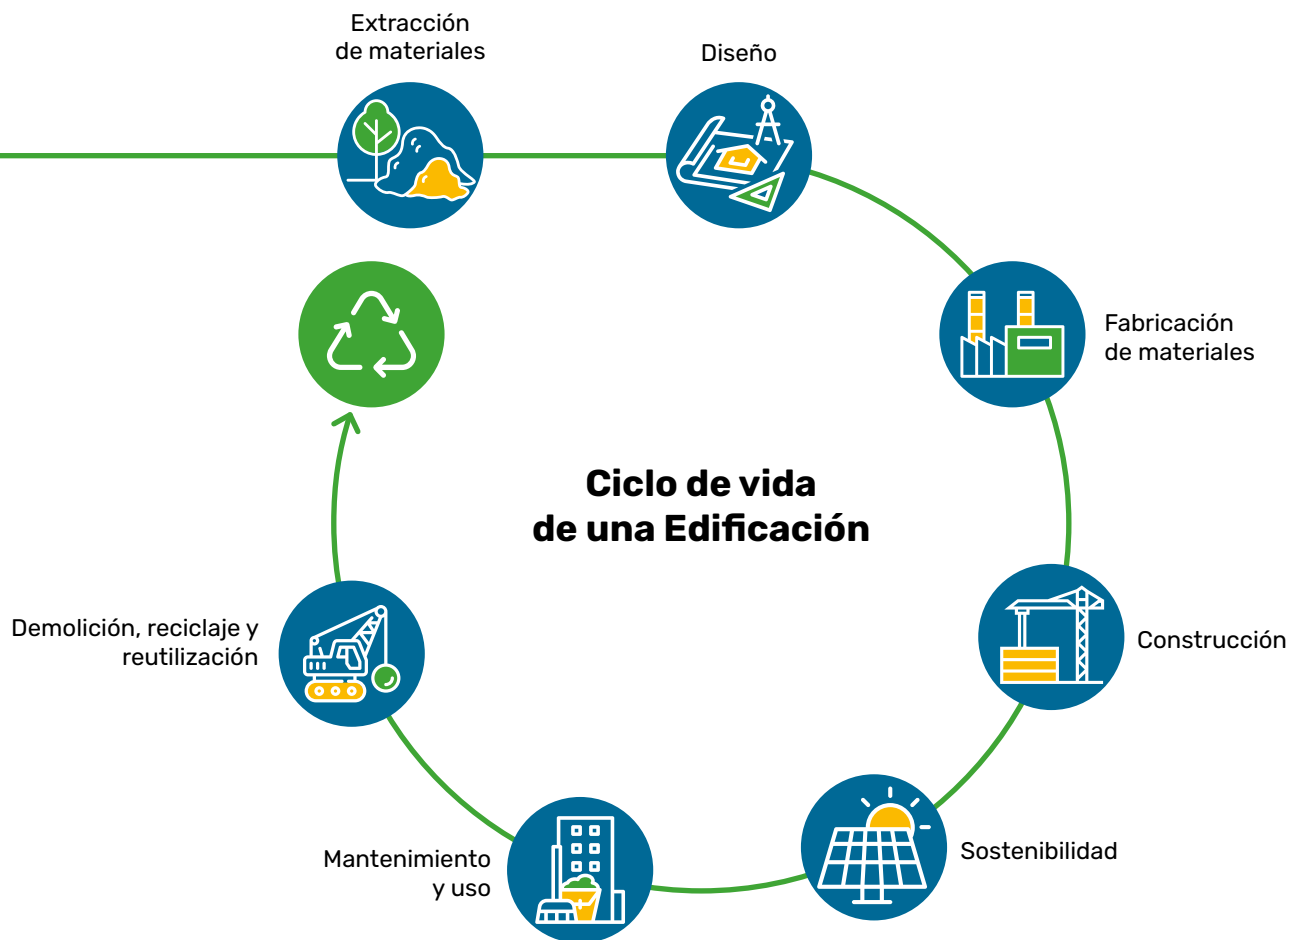 Extracción
de materiales
Diseño
Fabricación
de materiales
Ciclo de vida
de una Edificación
Demolición, reciclaje y
reutilización
Construcción
Sostenibilidad
Mantenimiento
y uso